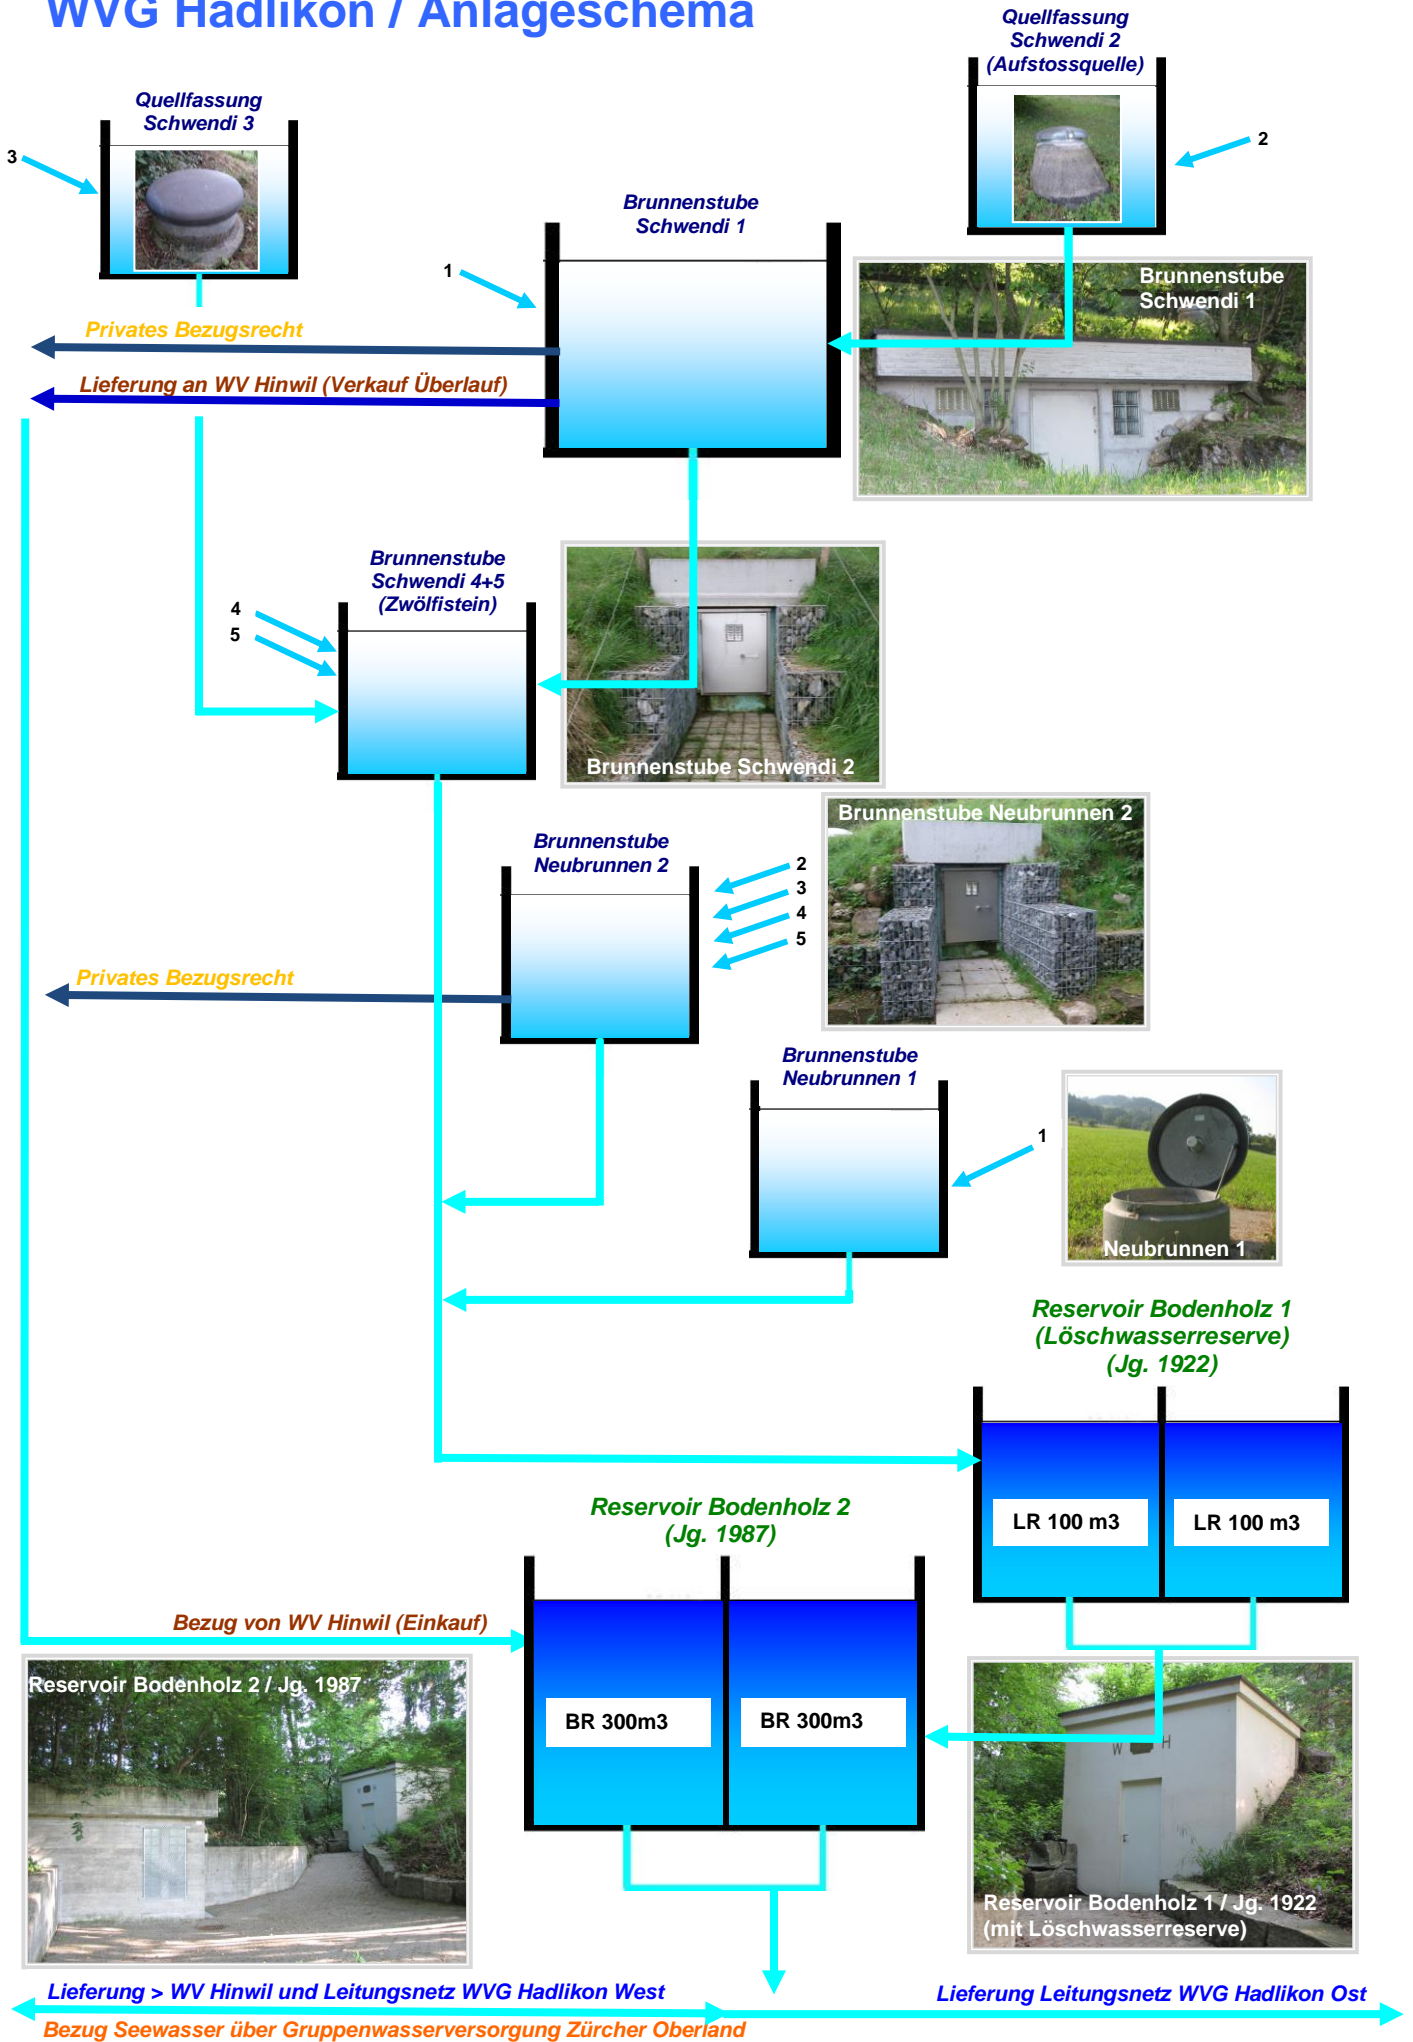 WVG Hadlikon / Anlageschema
Quellfassung
Schwendi 2
(Aufstossquelle)
Quellfassung
Schwendi 3
3
2
Brunnenstube
Schwendi 1
1
Brunnenstube
Schwendi 1
Privates Bezugsrecht
Lieferung an WV Hinwil (Verkauf Überlauf)
Brunnenstube
Schwendi 4+5
(Zwölfistein)
4
5
Brunnenstube Schwendi 2
Brunnenstube Neubrunnen 2
Brunnenstube
Neubrunnen 2
2
3
4
5
Privates Bezugsrecht
Brunnenstube
Neubrunnen 1
1
Neubrunnen 1
Reservoir Bodenholz 1
(Löschwasserreserve)
(Jg. 1922)
LR 100 m3
LR 100 m3
Reservoir Bodenholz 2
(Jg. 1987)
Bezug von WV Hinwil (Einkauf)
BR 300m3
BR 300m3
Reservoir Bodenholz 2 / Jg. 1987
W H
Reservoir Bodenholz 1 / Jg. 1922
(mit Löschwasserreserve)
Lieferung > WV Hinwil und Leitungsnetz WVG Hadlikon West
Lieferung Leitungsnetz WVG Hadlikon Ost
Bezug Seewasser über Gruppenwasserversorgung Zürcher Oberland